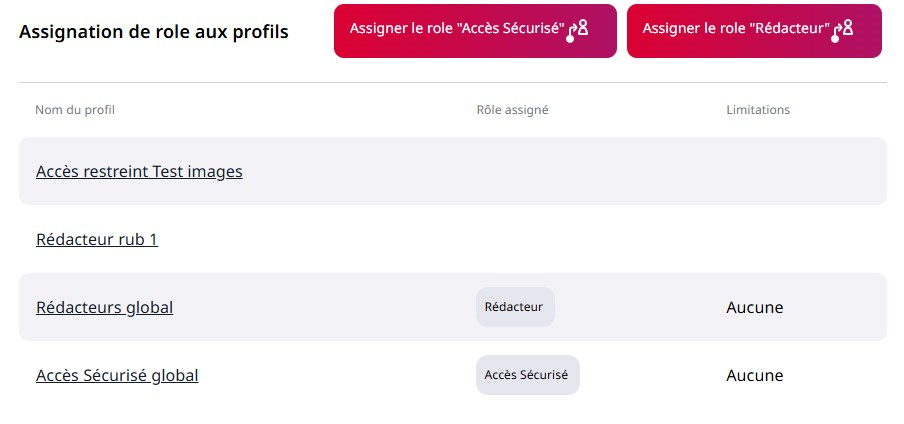 Assignation de role aux profils
Assigner le role "Accès Sécurisé"
Assigner le role "Rédacteur"
Nom du profil Rôle assigné Limitations
Accès restreint Test images
Rédacteur rub 1
Rédacteurs global Rédacteur Aucune
Accès Sécurisé global Accès Sécurisé Aucune